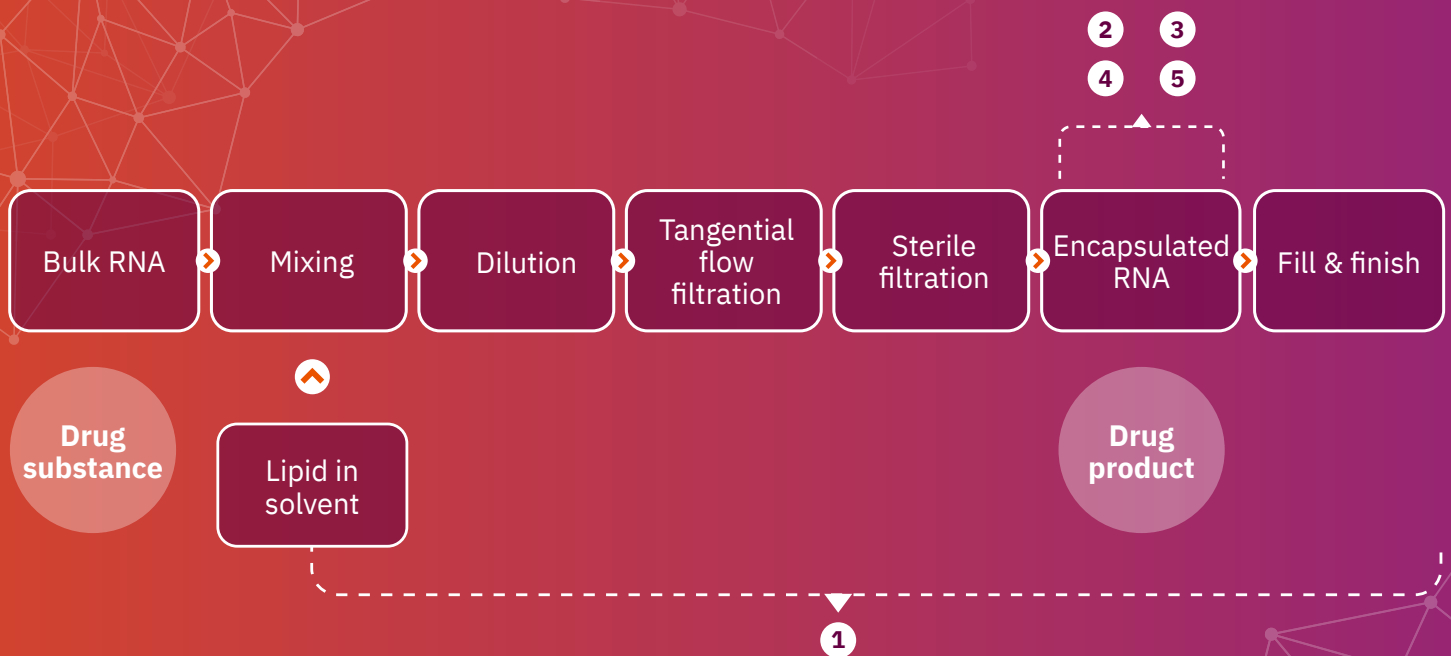 2 3
4 5
Bulk RNA
Mixing
Dilution
Tangential
flow
filtration
Sterile
filtration
Encapsulated
RNA
Fill & finish
Drug
substance
Lipid in
solvent
Drug
product
1